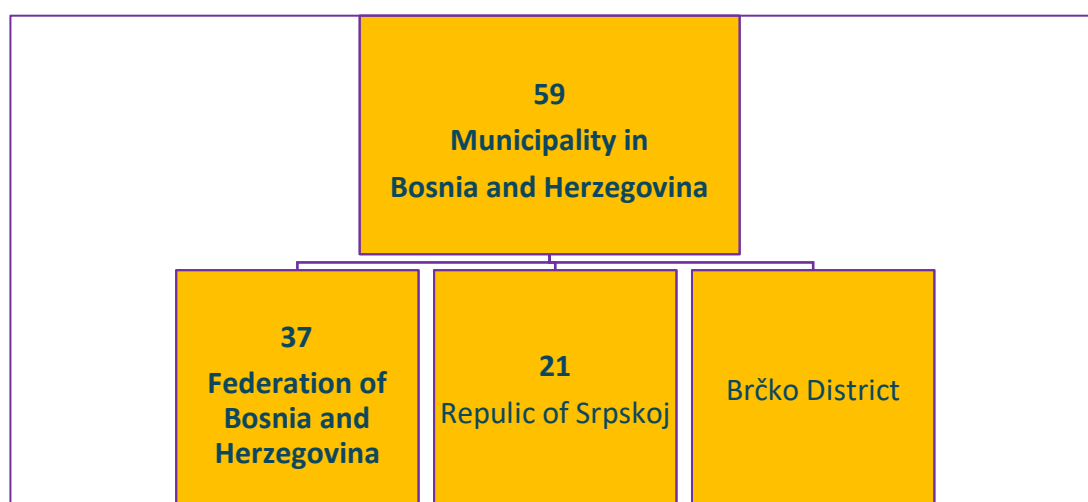 59
Municipality in
Bosnia and Herzegovina
37
Federation of
Bosnia and
Herzegovina
21
Repulic of Srpskoj
Brčko District